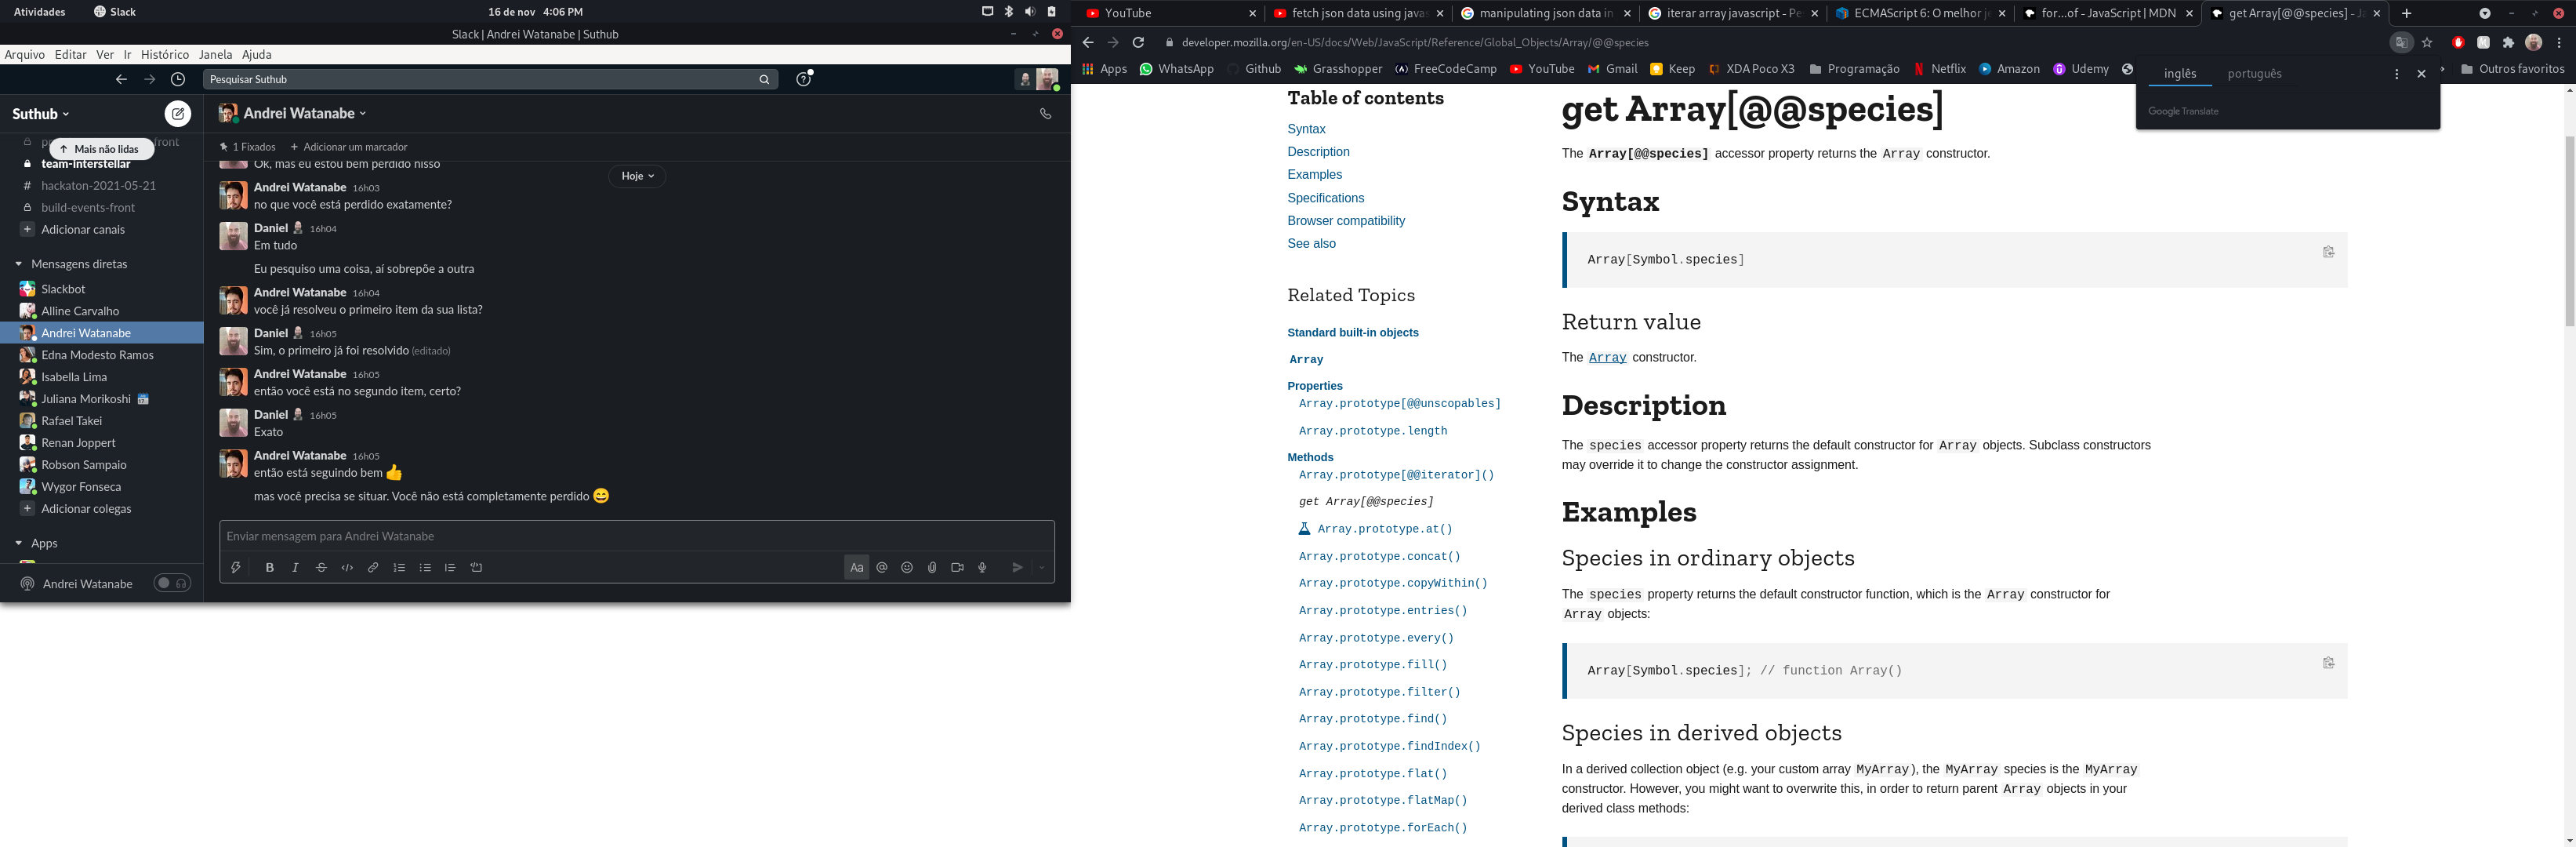 Atividades
Slack
16 de nov 4:06 PM
Slack | Andrei Watanabe | Suthub
Arquivo Editar Ver Ir Histórico Janela Ajuda
Pesquisar Suthub
Suthub
Mais não lidas
team-interstellar
# hackaton-2021-05-21
build-events-front
+ Adicionar canais
Mensagens diretas
Slackbot
Alline Carvalho
Andrei Watanabe
Edna Modesto Ramos
Isabella Lima
Juliana Morikoshi
Rafael Takei
Renan Joppert
Robson Sampaio
Wygor Fonseca
+ Adicionar colegas
Apps
Andrei Watanabe
Andrei Watanabe
1 Fixados + Adicionar um marcador
Ok, mas eu estou bem perdido nisso
Hoje
Andrei Watanabe 16h03
no que você está perdido exatamente?
Daniel 16h04
Em tudo
Eu pesquiso uma coisa, aí sobrepõe a outra
Andrei Watanabe 16h04
você já resolveu o primeiro item da sua lista?
Daniel 16h05
Sim, o primeiro já foi resolvido (editado)
Andrei Watanabe 16h05
então você está no segundo item, certo?
Daniel 16h05
Exato
Andrei Watanabe 16h05
então está seguindo bem 👍
mas você precisa se situar. Você não está completamente perdido 😄
Enviar mensagem para Andrei Watanabe
B I S </> Aa @
YouTube
fetch json data using javas
manipulating json data in
iterar array javascript - Pe
ECMAScript 6: O melhor je
for...of - JavaScript | MDN
get Array[@@species] - Ja
developer.mozilla.org/en-US/docs/Web/JavaScript/Reference/Global_Objects/Array/@@species
Apps WhatsApp Github Grasshopper FreeCodeCamp YouTube Gmail Keep XDA Poco X3 Programação Netflix Amazon Udemy
Outros favoritos
inglês português
Google Translate
Table of contents
Syntax
Description
Examples
Specifications
Browser compatibility
See also
Related Topics
Standard built-in objects
Array
Properties
Array.prototype[@@unscopables]
Array.prototype.length
Methods
Array.prototype[@@iterator]()
get Array[@@species]
Array.prototype.at()
Array.prototype.concat()
Array.prototype.copyWithin()
Array.prototype.entries()
Array.prototype.every()
Array.prototype.fill()
Array.prototype.filter()
Array.prototype.find()
Array.prototype.findIndex()
Array.prototype.flat()
Array.prototype.flatMap()
Array.prototype.forEach()
get Array[@@species]
The Array[@@species] accessor property returns the Array constructor.
Syntax
Array[Symbol.species]
Return value
The Array constructor.
Description
The species accessor property returns the default constructor for Array objects. Subclass constructors
may override it to change the constructor assignment.
Examples
Species in ordinary objects
The species property returns the default constructor function, which is the Array constructor for
Array objects:
Array[Symbol.species]; // function Array()
Species in derived objects
In a derived collection object (e.g. your custom array MyArray), the MyArray species is the MyArray
constructor. However, you might want to overwrite this, in order to return parent Array objects in your
derived class methods: